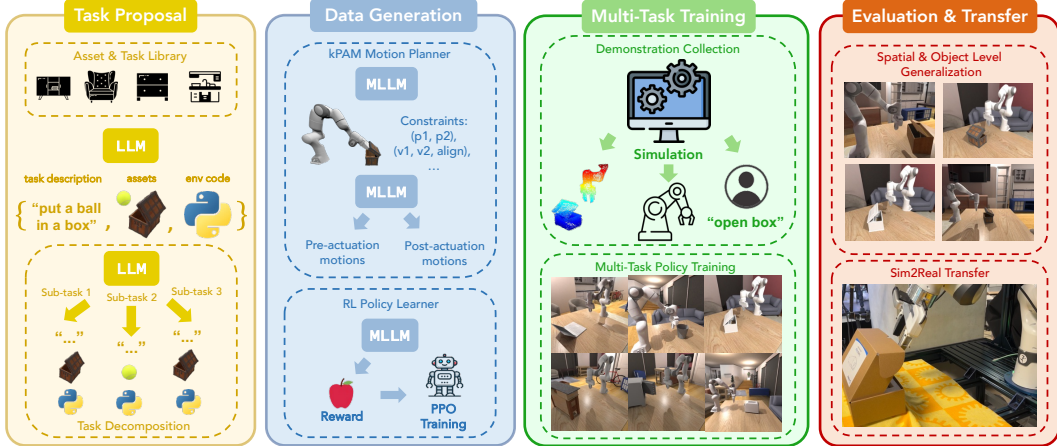 Task Proposal
Asset & Task Library
LLM
task description
assets
env code
{ “put a ball
in a box” , , }
LLM
Sub-task 1
Sub-task 2
Sub-task 3
“...”
“...”
“...”
Task Decomposition
Data Generation
kPAM Motion Planner
MLLM
Constraints:
(p1, p2),
(v1, v2, align),
...
MLLM
Pre-actuation
motions
Post-actuation
motions
RL Policy Learner
MLLM
Reward
PPO
Training
Multi-Task Training
Demonstration Collection
Simulation
“open box”
Multi-Task Policy Training
Evaluation & Transfer
Spatial & Object Level
Generalization
Sim2Real Transfer